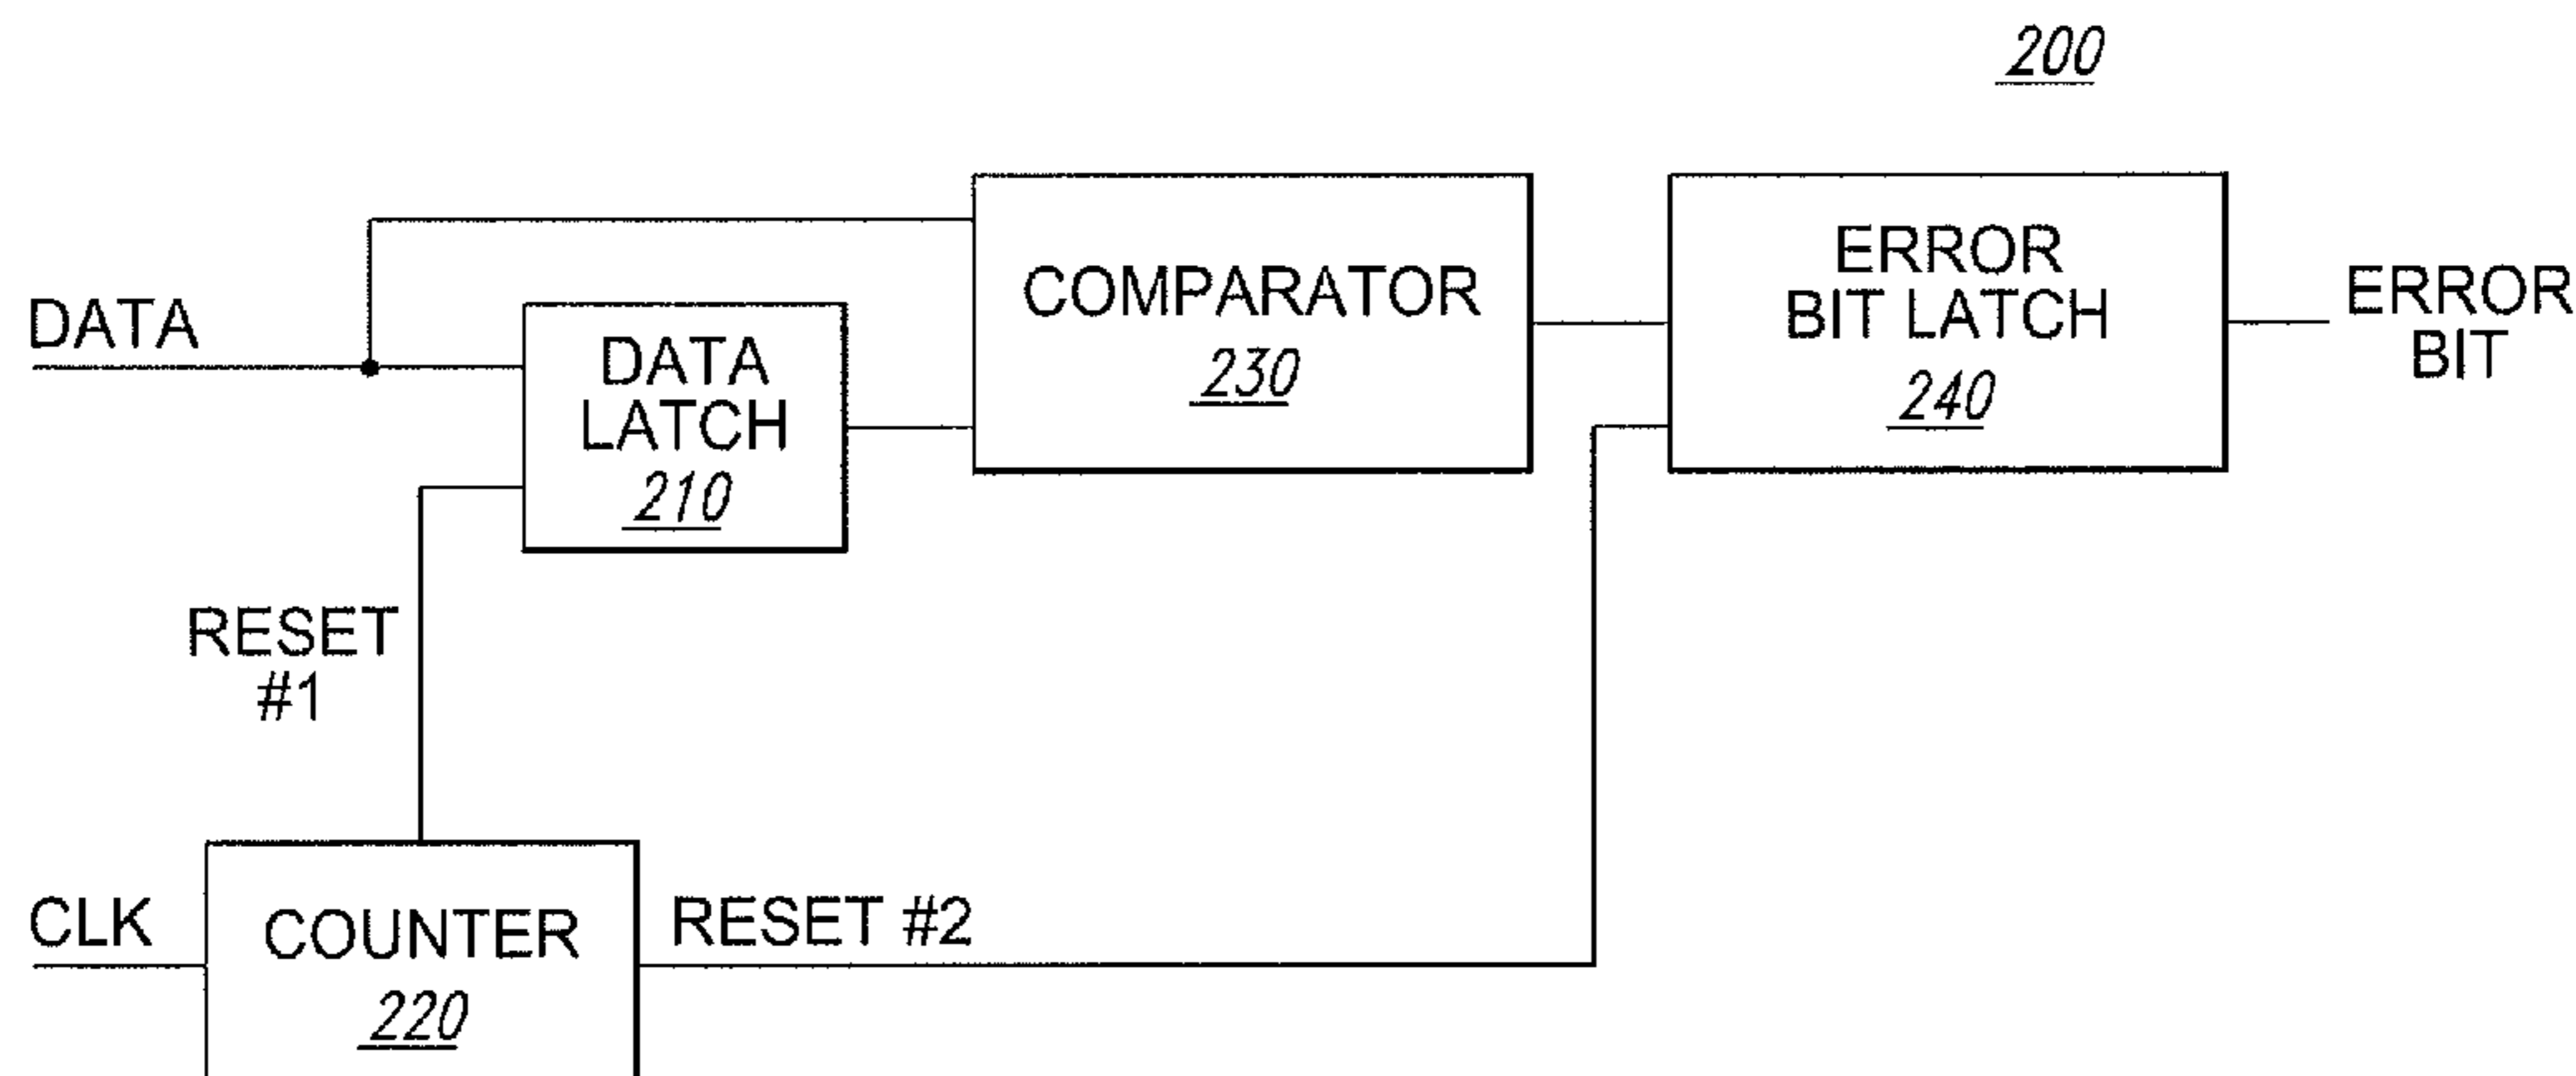 200
DATA
DATA
LATCH
210
COMPARATOR
230
ERROR
BIT LATCH
240
ERROR
BIT
RESET
#1
CLK
COUNTER
220
RESET #2